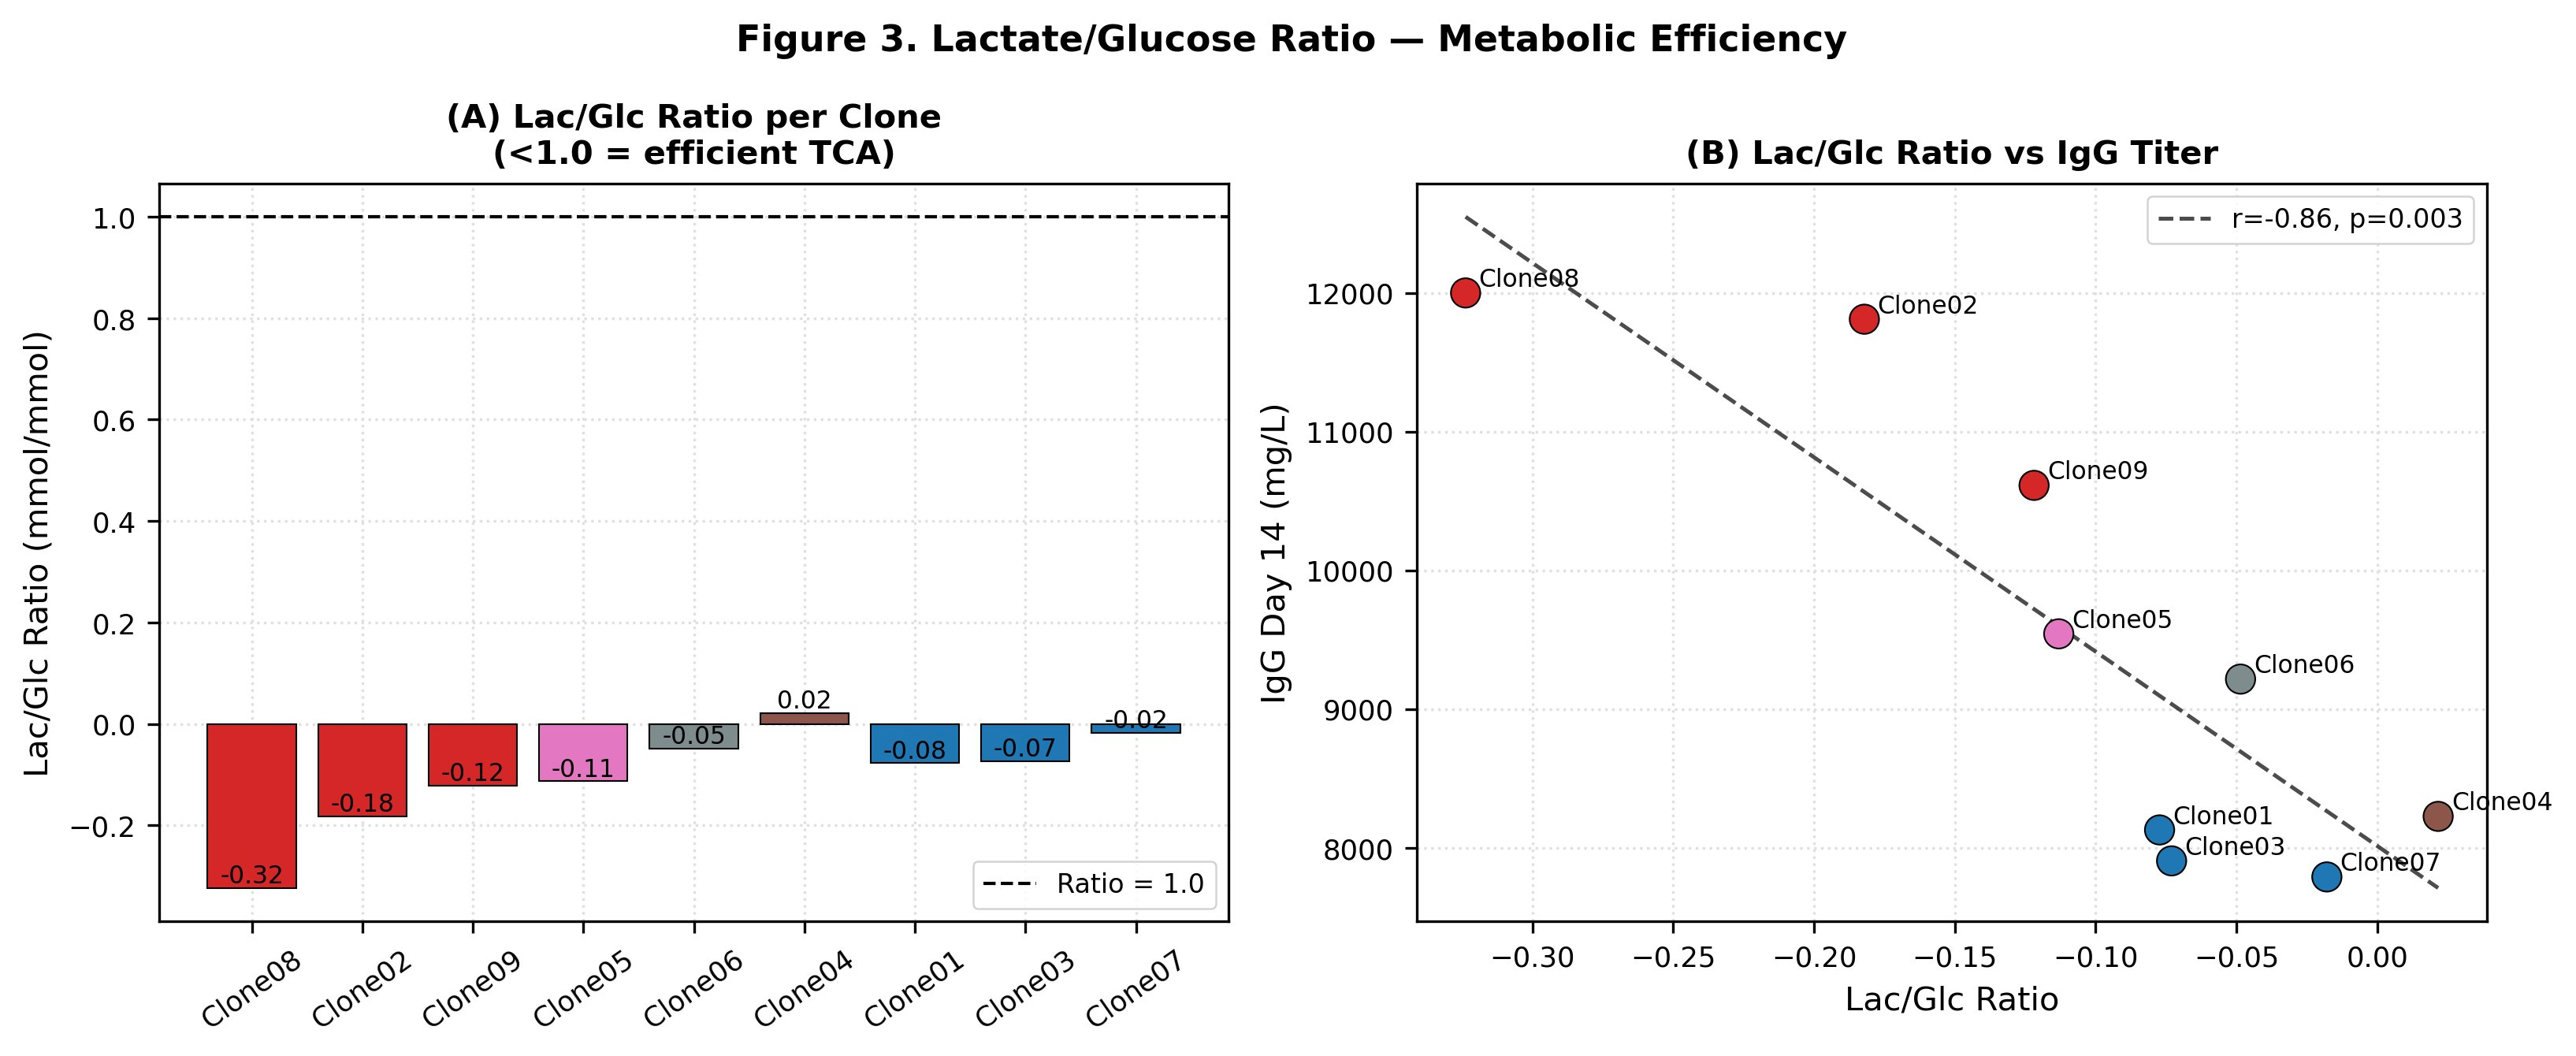 Figure 3. Lactate/Glucose Ratio — Metabolic Efficiency
(A) Lac/Glc Ratio per Clone
(<1.0 = efficient TCA)
Lac/Glc Ratio (mmol/mmol)
1.0
0.8
0.6
0.4
0.2
0.0
−0.2
-0.32
-0.18
-0.12
-0.11
-0.05
0.02
-0.08
-0.07
-0.02
Ratio = 1.0
Clone08
Clone02
Clone09
Clone05
Clone06
Clone04
Clone01
Clone03
Clone07
(B) Lac/Glc Ratio vs IgG Titer
IgG Day 14 (mg/L)
12000
11000
10000
9000
8000
r=-0.86, p=0.003
Clone08
Clone02
Clone09
Clone05
Clone06
Clone04
Clone01
Clone03
Clone07
−0.30
−0.25
−0.20
−0.15
−0.10
−0.05
0.00
Lac/Glc Ratio